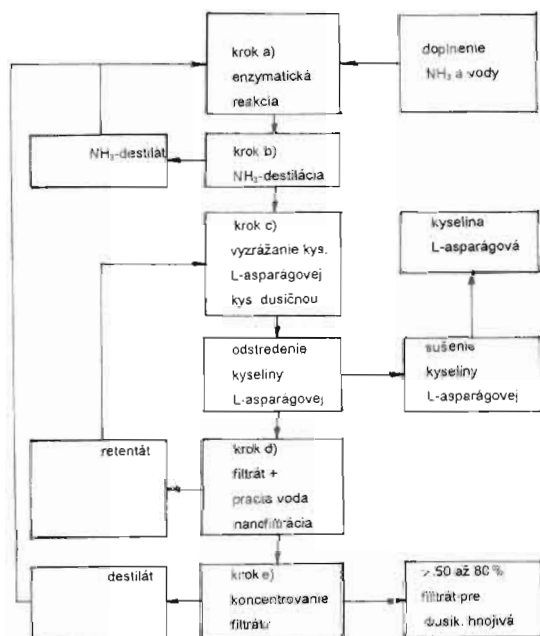 krok a)
enzymatická
reakcia
doplnenie
NH₃ a vody
NH₃-destilát
krok b)
NH₃-destilácia
krok c)
vyzrážanie kys.
L-asparágovej
kys. dusičnou
kyselina
L-asparágová
odstredenie
kyseliny
L-asparágovej
sušenie
kyseliny
L-asparágovej
retentát
krok d)
filtrát +
pracia voda
nanofiltrácia
destilát
krok e)
koncentrovanie
filtrátu
> 50 až 80 %
filtrát pre
dusík. hnojivá